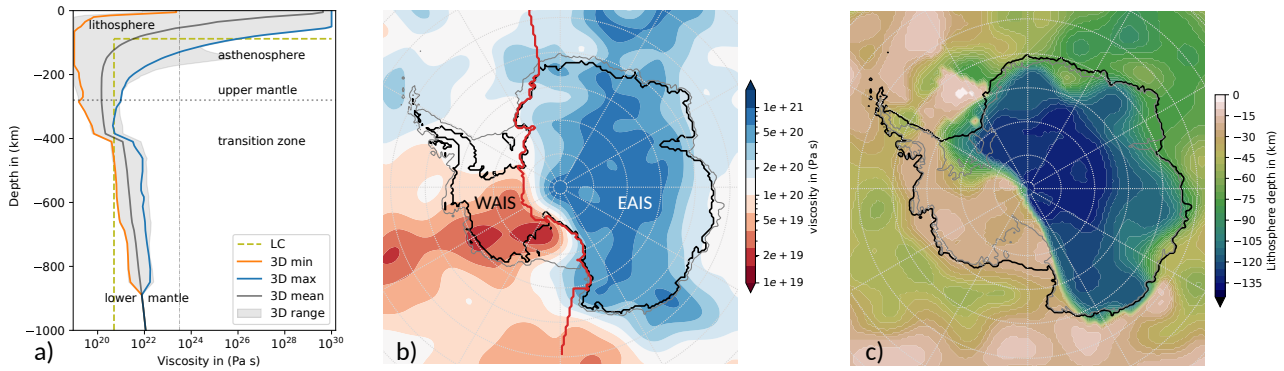 0
−200
−400
−600
−800
−1000
Depth in (km)
lithosphere
asthenosphere
upper mantle
transition zone
lower mantle
LC
3D min
3D max
3D mean
3D range
10^20 10^22 10^24 10^26 10^28 10^30
Viscosity in (Pa s)
a)
WAIS
EAIS
b)
1e + 21
5e + 20
2e + 20
1e + 20
5e + 19
2e + 19
1e + 19
viscosity in (Pa s)
c)
0
−15
−30
−45
−60
−75
−90
−105
−120
−135
Lithosphere depth in (km)